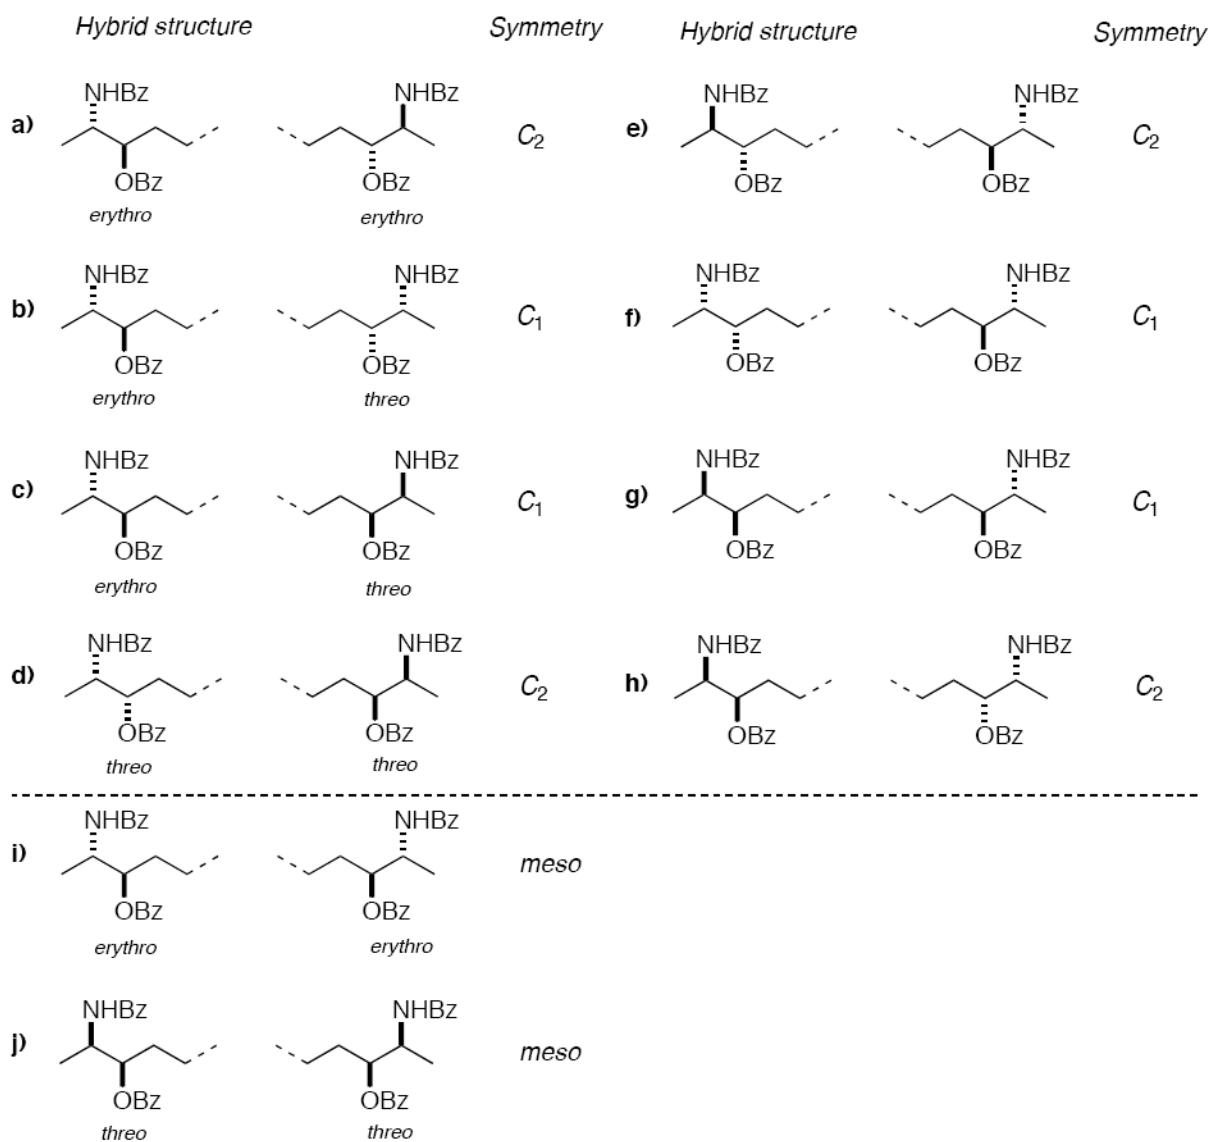 Hybrid structure Symmetry Hybrid structure Symmetry
NHBz NHBz NHBz NHBz
a) C2 e) C2
OBz OBz OBz OBz
erythro erythro
NHBz NHBz NHBz NHBz
b) C1 f) C1
OBz OBz OBz OBz
erythro threo
NHBz NHBz NHBz NHBz
c) C1 g) C1
OBz OBz OBz OBz
erythro threo
NHBz NHBz NHBz NHBz
d) C2 h) C2
OBz OBz OBz OBz
threo threo
NHBz NHBz
i) meso
OBz OBz
erythro erythro
NHBz NHBz
j) meso
OBz OBz
threo threo